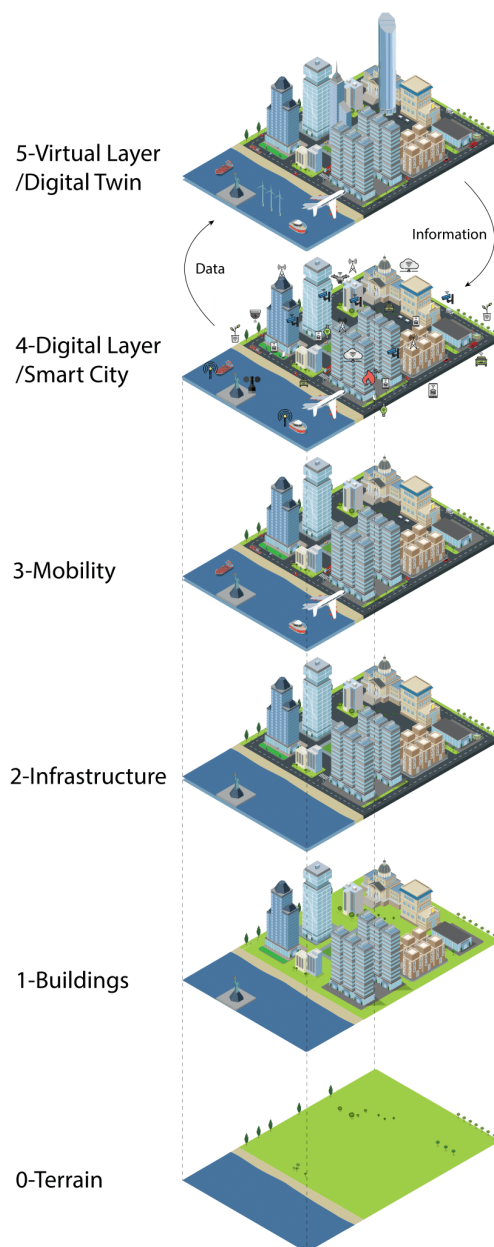 5-Virtual Layer
/Digital Twin
Information
Data
4-Digital Layer
/Smart City
3-Mobility
2-Infrastructure
1-Buildings
0-Terrain